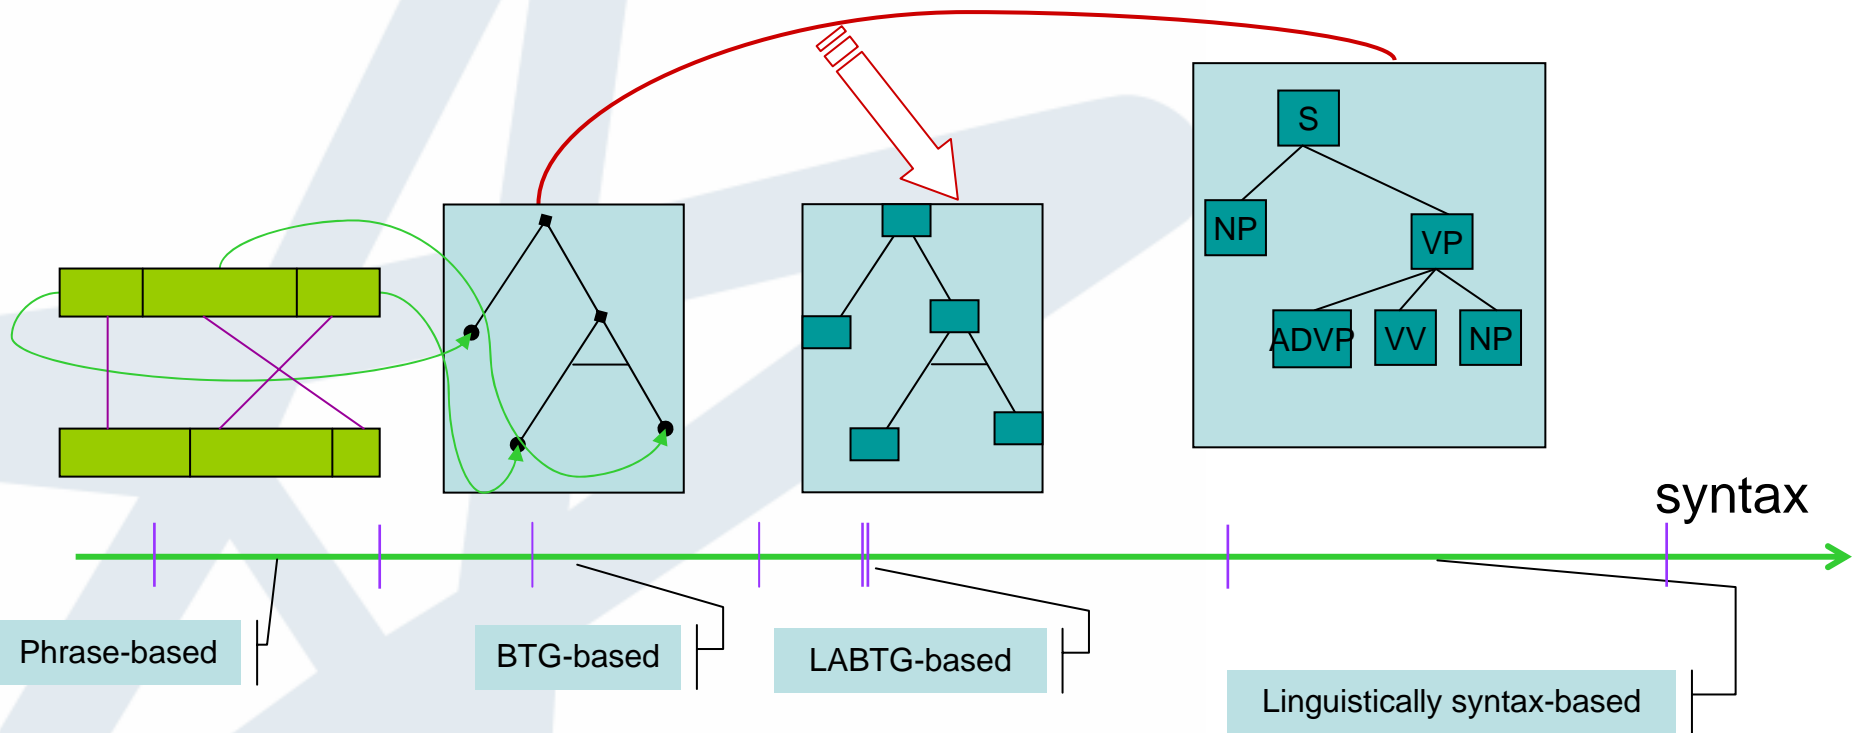 S
NP
VP
ADVP
VV
NP
syntax
Phrase-based
BTG-based
LABTG-based
Linguistically syntax-based